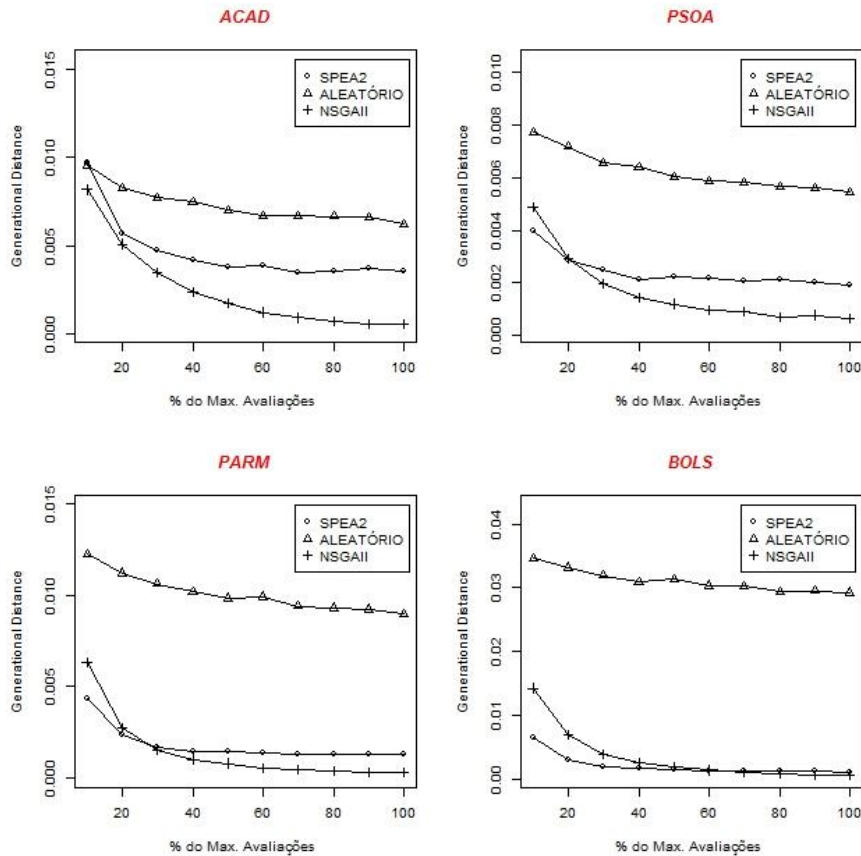 ACAD
Generational Distance
0.015
0.010
0.005
0.000
SPEA2
ALEATÓRIO
NSGAII
20 40 60 80 100
% do Max. Avaliações
PSOA
Generational Distance
0.010
0.008
0.006
0.004
0.002
0.000
SPEA2
ALEATÓRIO
NSGAII
20 40 60 80 100
% do Max. Avaliações
PARM
Generational Distance
0.015
0.010
0.005
0.000
SPEA2
ALEATÓRIO
NSGAII
20 40 60 80 100
% do Max. Avaliações
BOLS
Generational Distance
0.04
0.03
0.02
0.01
0.00
SPEA2
ALEATÓRIO
NSGAII
20 40 60 80 100
% do Max. Avaliações